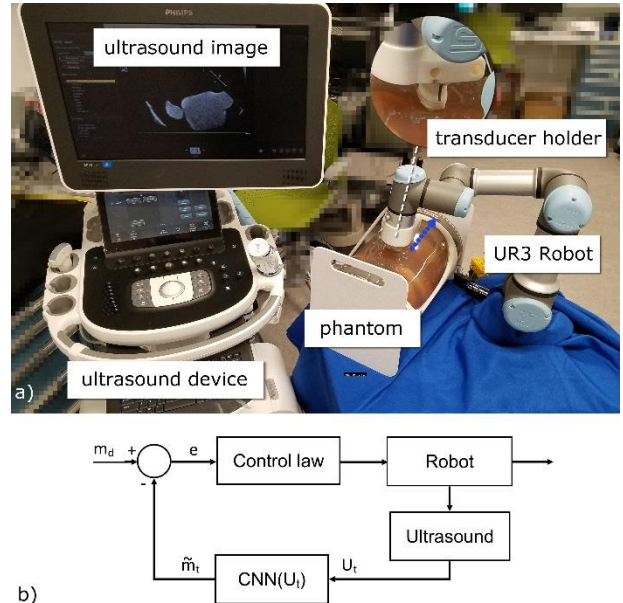 PHILIPS
ultrasound image
transducer holder
UR3 Robot
phantom
ultrasound device
a)
m_d
+
e
Control law
Robot
-
Ultrasound
m̃_t
CNN(U_t)
U_t
b)